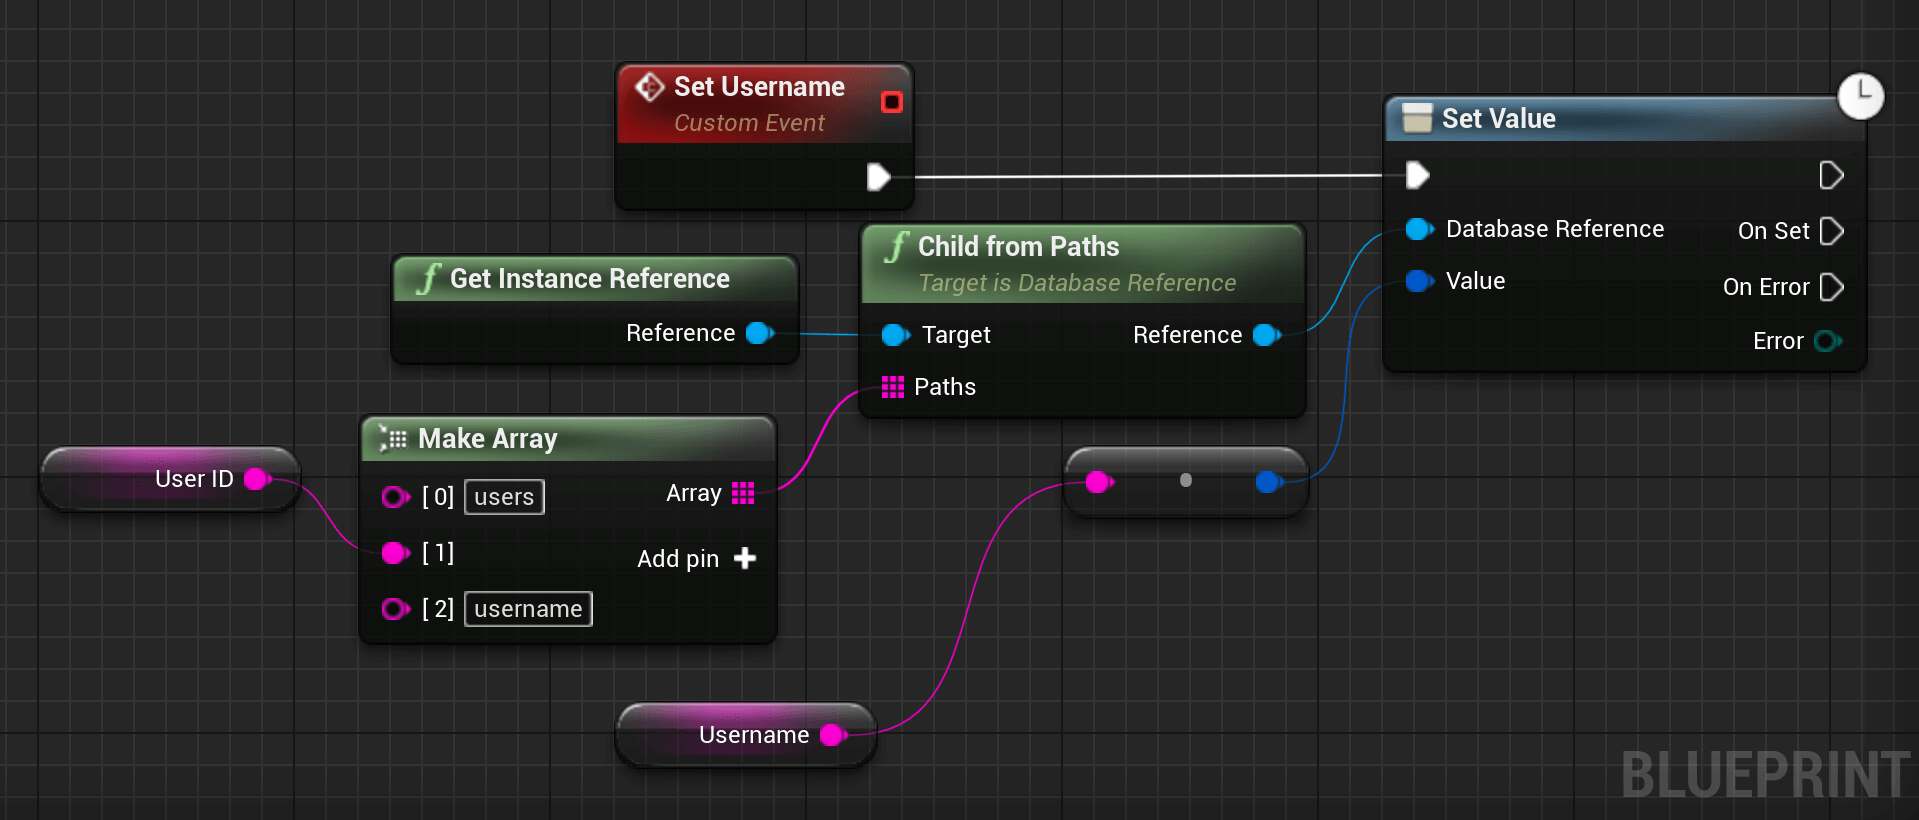 Set Username
Custom Event
Set Value
Database Reference
On Set
Value
On Error
Error
Get Instance Reference
Reference
Child from Paths
Target is Database Reference
Target
Reference
Paths
User ID
Make Array
[ 0] users
Array
[ 1]
Add pin
[ 2] username
Username
BLUEPRINT